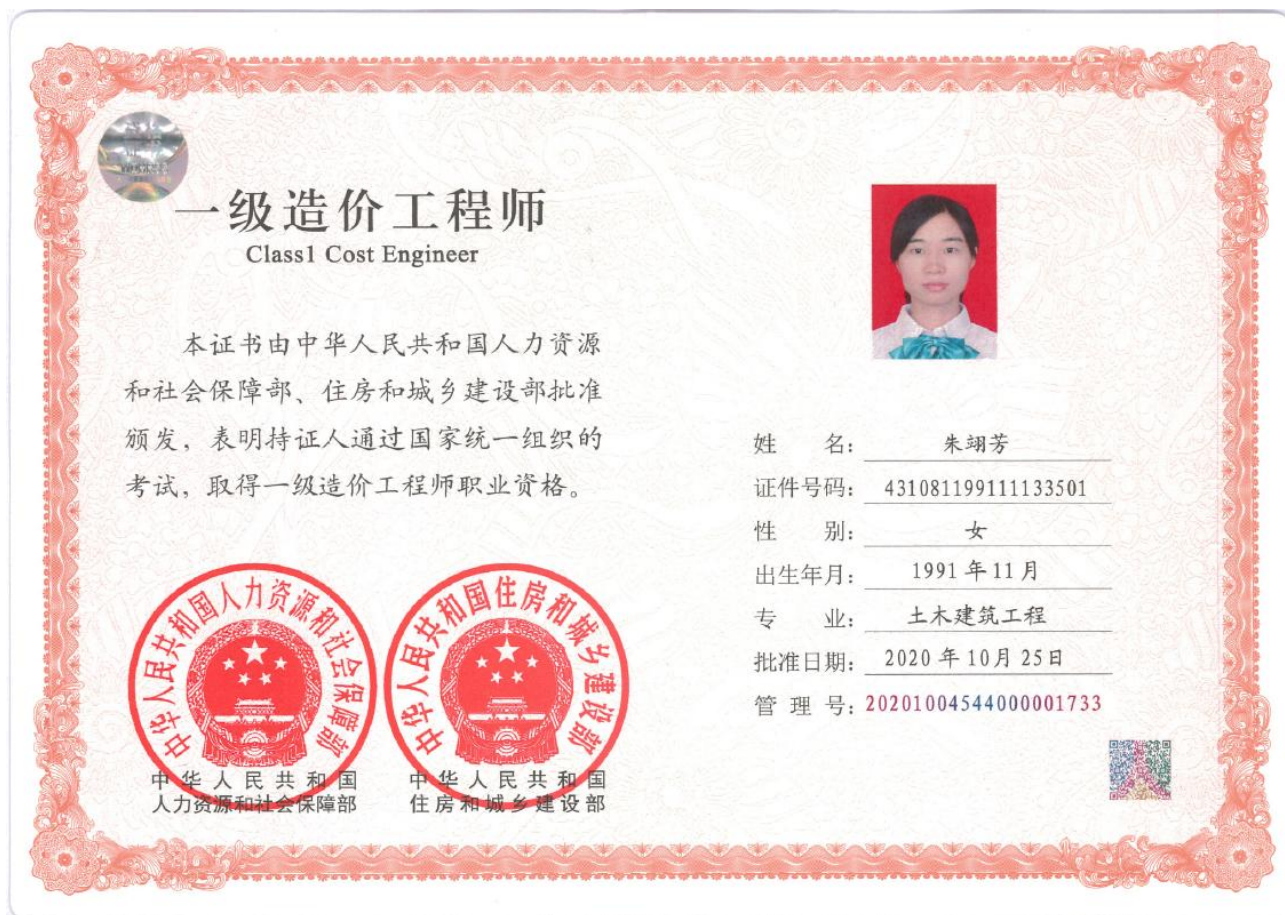 一级造价工程师
Class1 Cost Engineer
本证书由中华人民共和国人力资源
和社会保障部、住房和城乡建设部批准
颁发，表明持证人通过国家统一组织的
考试，取得一级造价工程师职业资格。
中华人民共和国人力资源和社会保障部
中华人民共和国住房和城乡建设部
中华人民共和国
人力资源和社会保障部
中华人民共和国
住房和城乡建设部
姓 名： 朱翊芳
证件号码： 431081199111133501
性 别： 女
出生年月： 1991年11月
专 业： 土木建筑工程
批准日期： 2020年10月25日
管 理 号：20201004544000001733